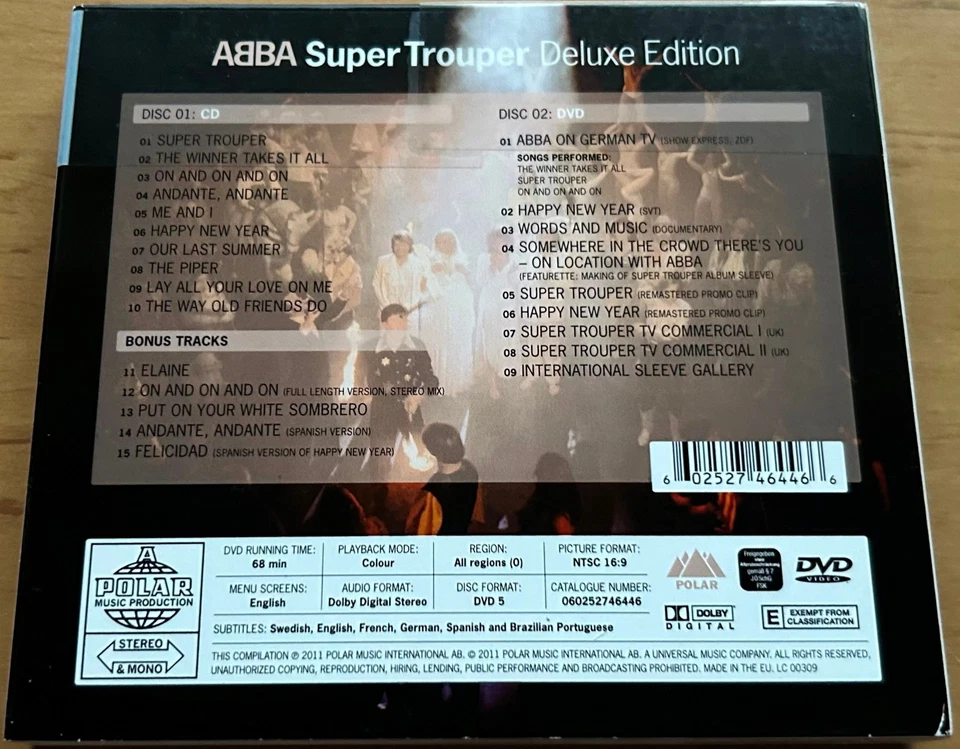 ABBA Super Trouper Deluxe Edition
DISC 01: CD
01 SUPER TROUPER
02 THE WINNER TAKES IT ALL
03 ON AND ON AND ON
04 ANDANTE, ANDANTE
05 ME AND I
06 HAPPY NEW YEAR
07 OUR LAST SUMMER
08 THE PIPER
09 LAY ALL YOUR LOVE ON ME
10 THE WAY OLD FRIENDS DO
BONUS TRACKS
11 ELAINE
12 ON AND ON AND ON (FULL LENGTH VERSION, STEREO MIX)
13 PUT ON YOUR WHITE SOMBRERO
14 ANDANTE, ANDANTE (SPANISH VERSION)
15 FELICIDAD (SPANISH VERSION OF HAPPY NEW YEAR)
DISC 02: DVD
01 ABBA ON GERMAN TV (SHOW EXPRESS, ZDF)
SONGS PERFORMED:
THE WINNER TAKES IT ALL
SUPER TROUPER
ON AND ON AND ON
02 HAPPY NEW YEAR (SVT)
03 WORDS AND MUSIC (DOCUMENTARY)
04 SOMEWHERE IN THE CROWD THERE'S YOU
– ON LOCATION WITH ABBA
(FEATURETTE: MAKING OF SUPER TROUPER ALBUM SLEEVE)
05 SUPER TROUPER (REMASTERED PROMO CLIP)
06 HAPPY NEW YEAR (REMASTERED PROMO CLIP)
07 SUPER TROUPER TV COMMERCIAL I (UK)
08 SUPER TROUPER TV COMMERCIAL II (UK)
09 INTERNATIONAL SLEEVE GALLERY
6 02527 46446 6
A
POLAR
MUSIC PRODUCTION
STEREO
& MONO
DVD RUNNING TIME:
68 min
PLAYBACK MODE:
Colour
REGION:
All regions (0)
PICTURE FORMAT:
NTSC 16:9
MENU SCREENS:
English
AUDIO FORMAT:
Dolby Digital Stereo
DISC FORMAT:
DVD 5
CATALOGUE NUMBER:
060252746446
SUBTITLES: Swedish, English, French, German, Spanish and Brazilian Portuguese
POLAR
Freigegeben
ohne
Altersbeschränkung
gemäß § 7
JÖSchG
FSK
DVD
VIDEO
DOLBY
DIGITAL
E EXEMPT FROM
CLASSIFICATION
THIS COMPILATION ℗ 2011 POLAR MUSIC INTERNATIONAL AB. © 2011 POLAR MUSIC INTERNATIONAL AB. A UNIVERSAL MUSIC COMPANY. ALL RIGHTS RESERVED,
UNAUTHORIZED COPYING, REPRODUCTION, HIRING, LENDING, PUBLIC PERFORMANCE AND BROADCASTING PROHIBITED. MADE IN THE EU. LC 00309